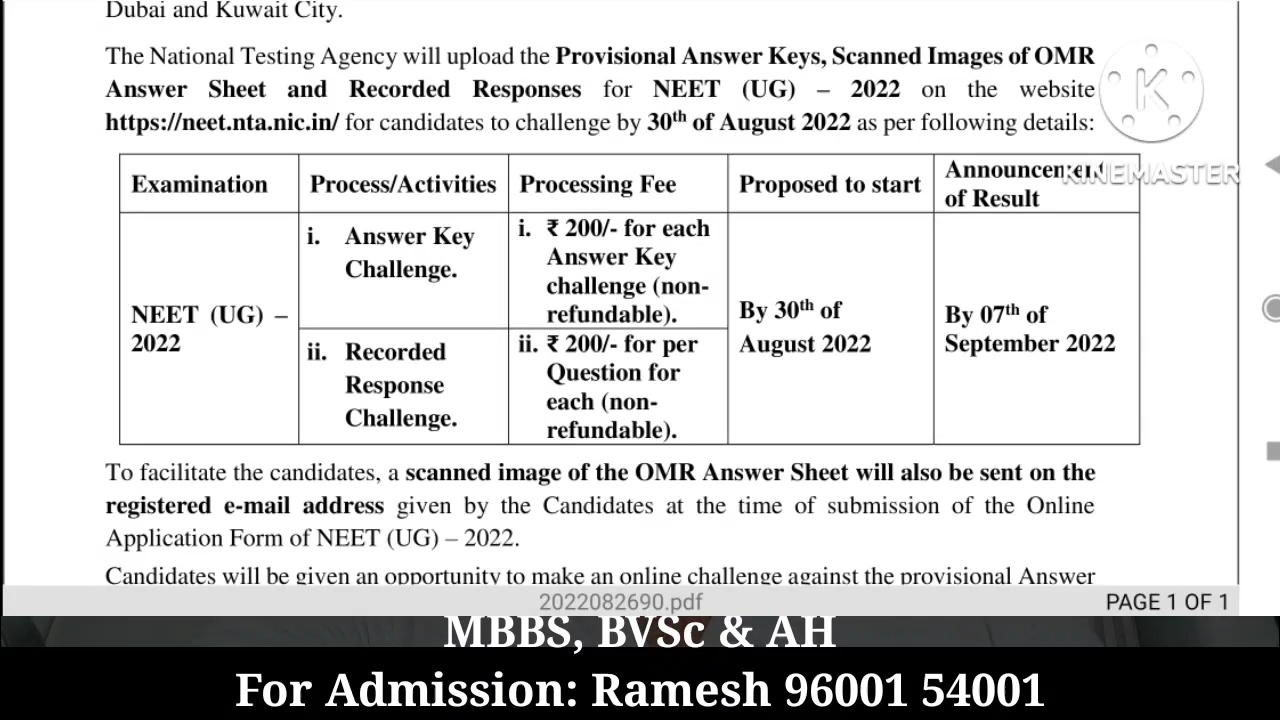 Dubai and Kuwait City.
The National Testing Agency will upload the Provisional Answer Keys, Scanned Images of OMR
Answer Sheet and Recorded Responses for NEET (UG) – 2022 on the website
https://neet.nta.nic.in/ for candidates to challenge by 30th of August 2022 as per following details:
K
KINEMASTER
Examination
Process/Activities
Processing Fee
Proposed to start
Announcement
of Result
NEET (UG) –
2022
i. Answer Key
Challenge.
i. ₹ 200/- for each
Answer Key
challenge (non-
refundable).
ii. Recorded
Response
Challenge.
ii. ₹ 200/- for per
Question for
each (non-
refundable).
By 30th of
August 2022
By 07th of
September 2022
To facilitate the candidates, a scanned image of the OMR Answer Sheet will also be sent on the
registered e-mail address given by the Candidates at the time of submission of the Online
Application Form of NEET (UG) – 2022.
Candidates will be given an opportunity to make an online challenge against the provisional Answer
2022082690.pdf
PAGE 1 OF 1
MBBS, BVSc & AH
For Admission: Ramesh 96001 54001